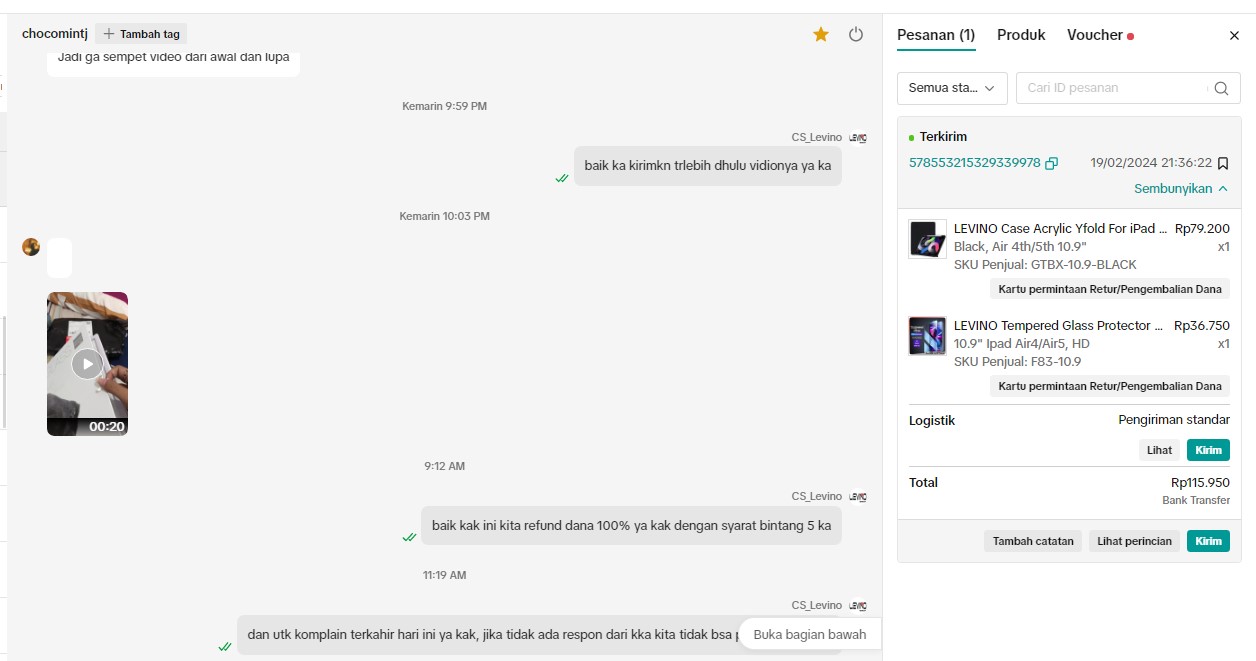 chocomintj
Tambah tag
Jadi ga sempet video dari awal dan lupa
Kemarin 9:59 PM
CS_Levino
baik ka kirimkn trlebih dhulu vidionya ya ka
Kemarin 10:03 PM
00:20
9:12 AM
CS_Levino
baik kak ini kita refund dana 100% ya kak dengan syarat bintang 5 ka
11:19 AM
CS_Levino
dan utk komplain terkahir hari ini ya kak, jika tidak ada respon dari kka kita tidak bsa
Buka bagian bawah
Pesanan (1)
Produk
Voucher
Semua sta...
Cari ID pesanan
Terkirim
578553215329339978
19/02/2024 21:36:22
Sembunyikan
LEVINO Case Acrylic Yfold For iPad ... Rp79.200
Black, Air 4th/5th 10.9" x1
SKU Penjual: GTBX-10.9-BLACK
Kartu permintaan Retur/Pengembalian Dana
LEVINO Tempered Glass Protector ... Rp36.750
10.9" Ipad Air4/Air5, HD x1
SKU Penjual: F83-10.9
Kartu permintaan Retur/Pengembalian Dana
Logistik Pengiriman standar
Lihat Kirim
Total Rp115.950
Bank Transfer
Tambah catatan Lihat perincian Kirim